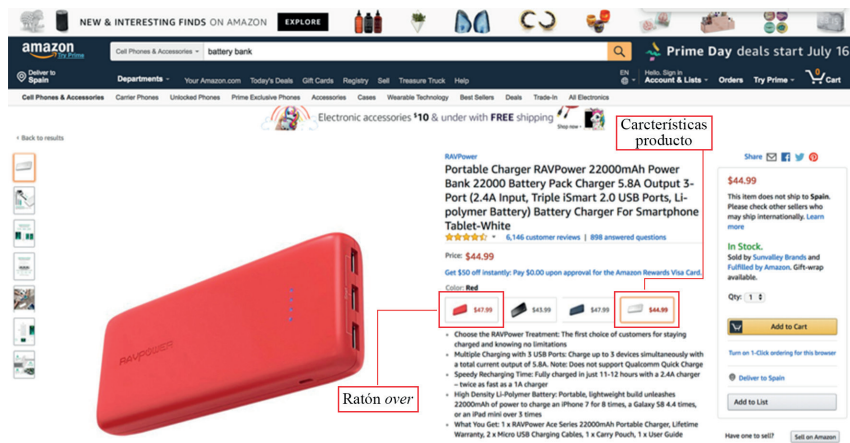 NEW & INTERESTING FINDS ON AMAZON EXPLORE
amazon
Try Prime
Cell Phones & Accessories battery bank
Prime Day deals start July 16
Deliver to
Spain
Departments Your Amazon.com Today's Deals Gift Cards Registry Sell Treasure Truck Help
EN Hello. Sign in
Account & Lists Orders Try Prime 0 Cart
Cell Phones & Accessories Carrier Phones Unlocked Phones Prime Exclusive Phones Accessories Cases Wearable Technology Best Sellers Deals Trade-In All Electronics
Electronic accessories $10 & under with FREE shipping Shop now
Carcterísticas
producto
‹ Back to results
RAVPower
Portable Charger RAVPower 22000mAh Power
Bank 22000 Battery Pack Charger 5.8A Output 3-
Port (2.4A Input, Triple iSmart 2.0 USB Ports, Li-
polymer Battery) Battery Charger For Smartphone
Tablet-White
6,146 customer reviews | 898 answered questions
Price: $44.99
Get $50 off instantly: Pay $0.00 upon approval for the Amazon Rewards Visa Card.
Color: Red
$47.99 $43.99 $47.99 $44.99
• Choose the RAVPower Treatment: The first choice of customers for staying
charged and knowing no limitations
• Multiple Charging with 3 USB Ports: Charge up to 3 devices simultaneously with
a total current output of 5.8A. Note: Does not support Qualcomm Quick Charge
• Speedy Recharging Time: Fully charged in just 11-12 hours with a 2.4A charger
– twice as fast as a 1A charger
• High Density Li-Polymer Battery: Portable, lightweight build unleashes
22000mAh of power to charge an iPhone 7 for 8 times, a Galaxy S8 4.4 times,
or an iPad mini over 3 times
• What You Get: 1 x RAVPower Ace Series 22000mAh Portable Charger, Lifetime
Warranty, 2 x Micro USB Charging Cables, 1 x Carry Pouch, 1 x User Guide
RAVPOWER
Ratón over
Share
$44.99
This item does not ship to Spain.
Please check other sellers who
may ship internationally. Learn
more
In Stock.
Sold by Sunvalley Brands and
Fulfilled by Amazon. Gift-wrap
available.
Qty: 1
Add to Cart
Turn on 1-Click ordering for this browser
Deliver to Spain
Add to List
Have one to sell? Sell on Amazon